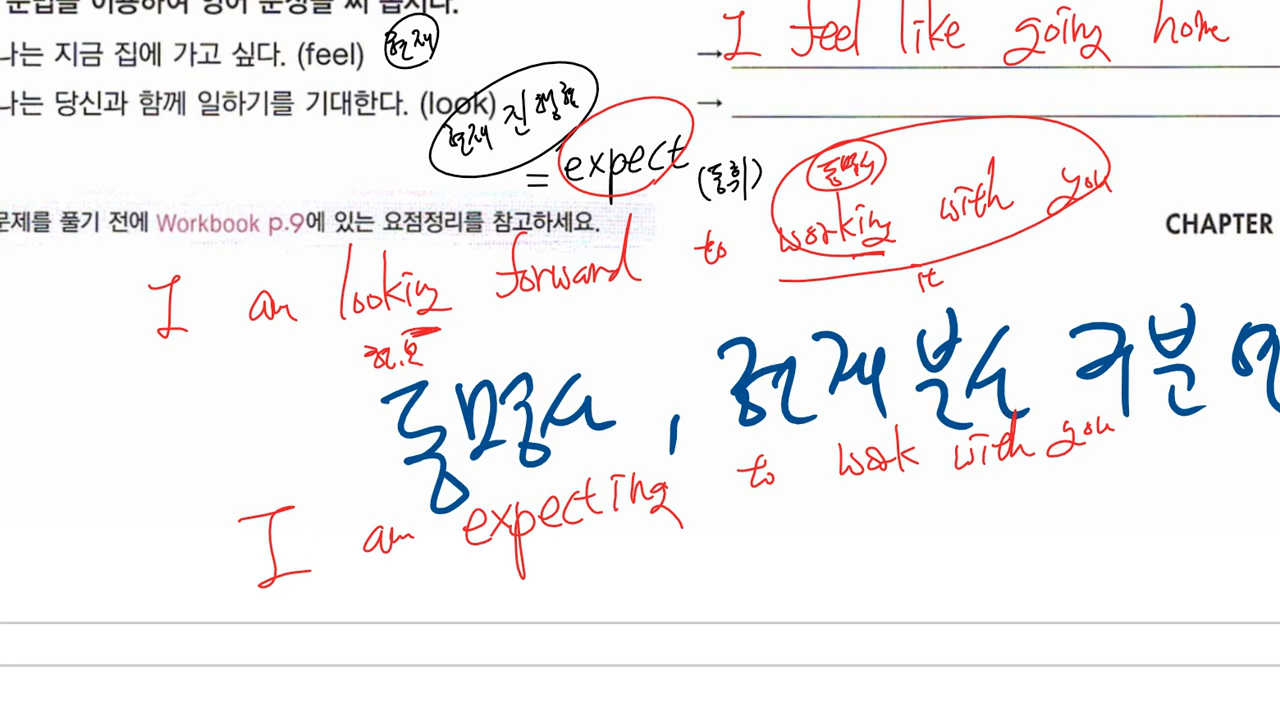 문법을 이용하여 영어 문장을 써 봅시다.
나는 지금 집에 가고 싶다. (feel) 현재
→ I feel like going home
나는 당신과 함께 일하기를 기대한다. (look) →
현재 진행형
= expect (동학) 동명사
문제를 풀기 전에 Workbook p.9에 있는 요점정리를 참고하세요.
CHAPTER
I am looking forward to working with you
it
현.분
동명사, 현재분사 구분
I am expecting to work with you